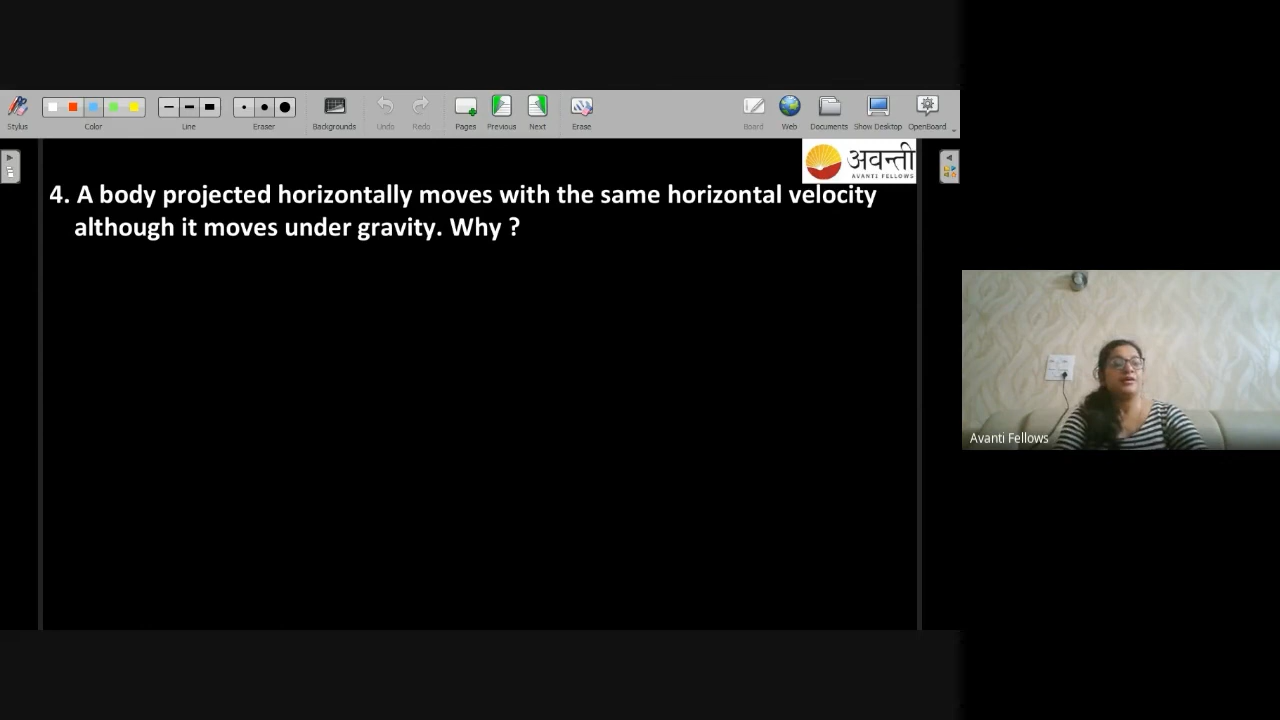 Stylus
Color
Line
Eraser
Backgrounds
Undo
Redo
Pages
Previous
Next
Erase
Board
Web
Documents
Show Desktop
OpenBoard
अवन्ती
AVANTI FELLOWS
4. A body projected horizontally moves with the same horizontal velocity
although it moves under gravity. Why ?
Avanti Fellows